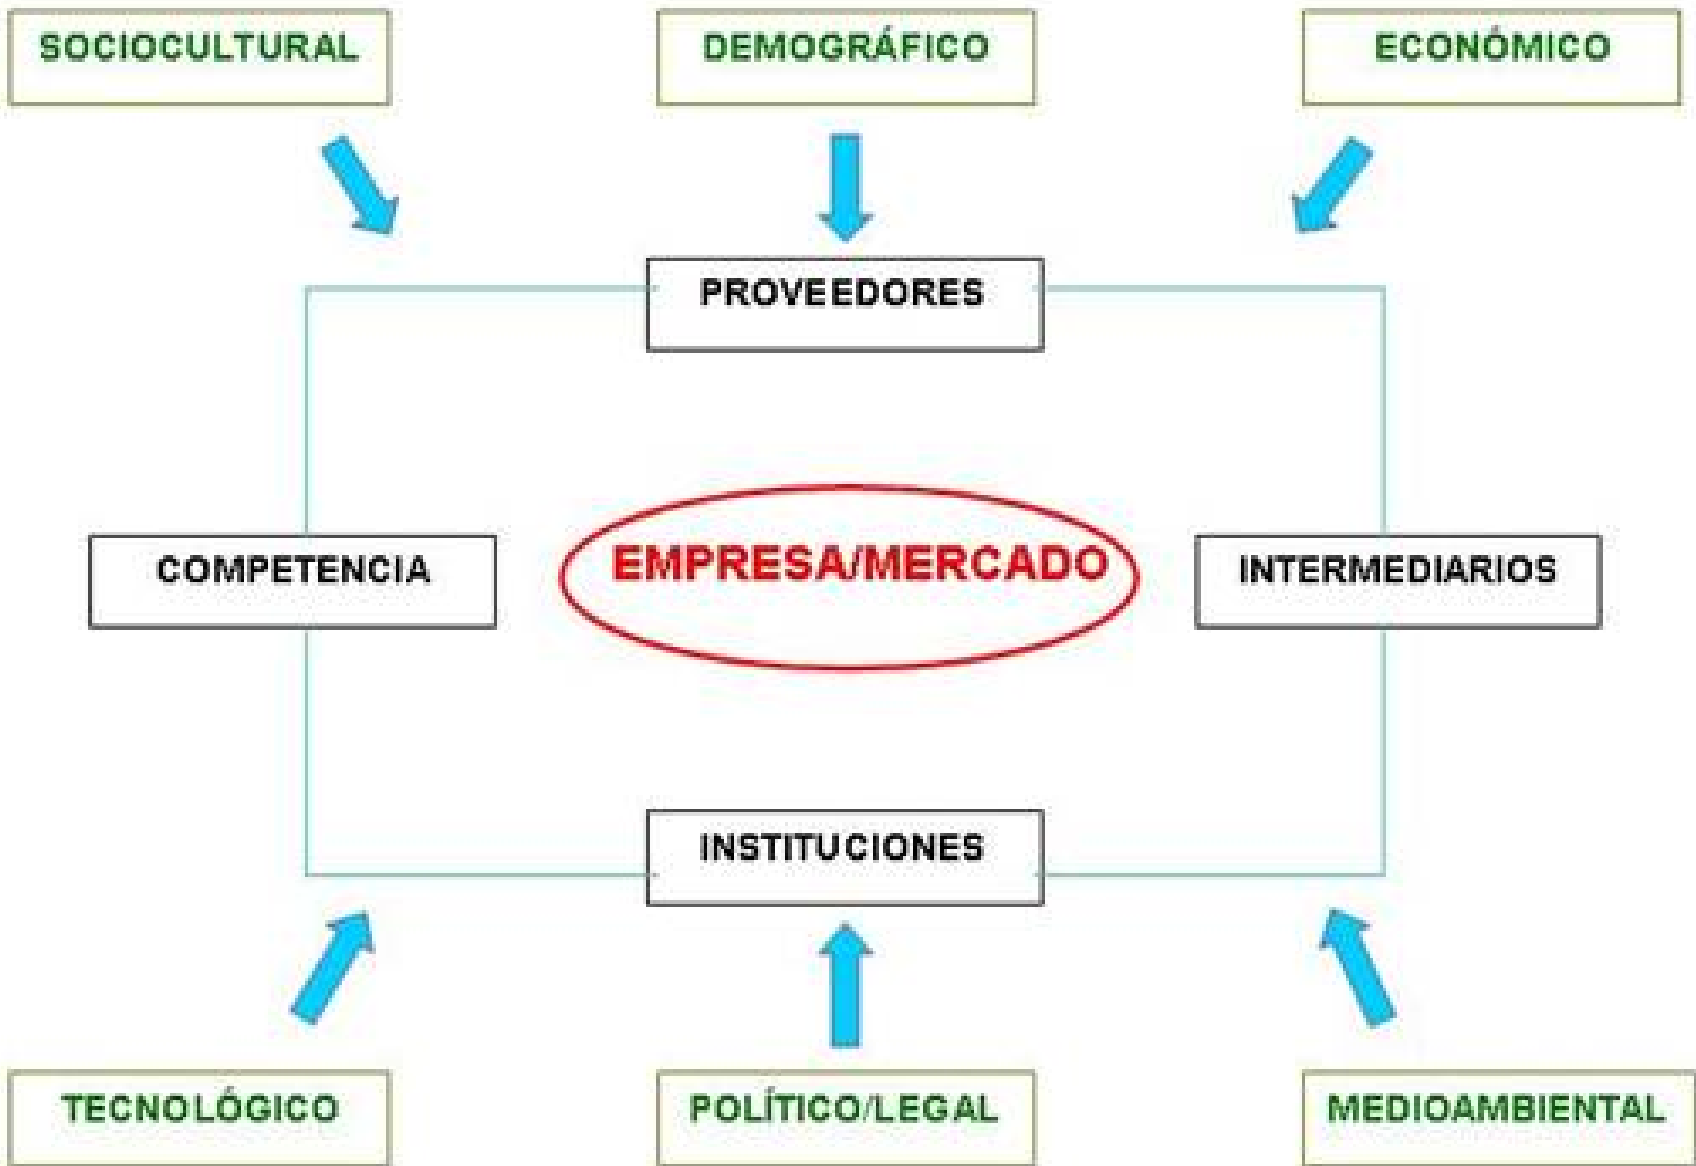 SOCIOCULTURAL
DEMOGRÁFICO
ECONÓMICO
PROVEEDORES
COMPETENCIA
EMPRESA/MERCADO
INTERMEDIARIOS
INSTITUCIONES
TECNOLÓGICO
POLÍTICO/LEGAL
MEDIOAMBIENTAL